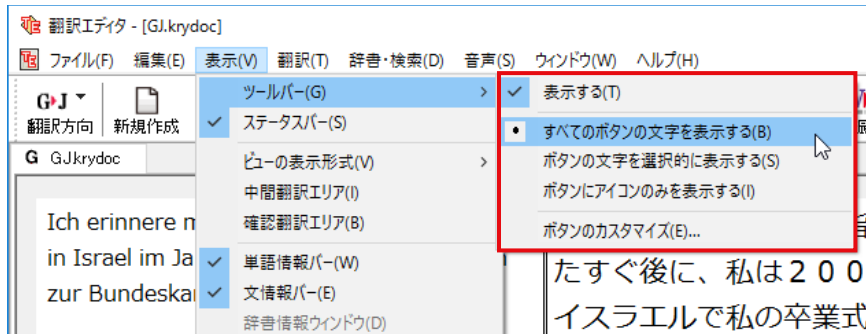 翻訳エディタ - [GJ.krydoc]
ファイル(F) 編集(E) 表示(V) 翻訳(T) 辞書・検索(D) 音声(S) ウィンドウ(W) ヘルプ(H)
G▸J
翻訳方向 新規作成
G GJ.krydoc
ツールバー(G)
ステータスバー(S)
ビューの表示形式(V)
中間翻訳エリア(I)
確認翻訳エリア(B)
単語情報バー(W)
文情報バー(E)
辞書情報ウィンドウ(D)
表示する(T)
すべてのボタンの文字を表示する(B)
ボタンの文字を選択的に表示する(S)
ボタンにアイコンのみを表示する(I)
ボタンのカスタマイズ(E)...
Ich erinnere
in Israel im
zur
たすぐ後に、私は２００
イスラエルで私の卒業式